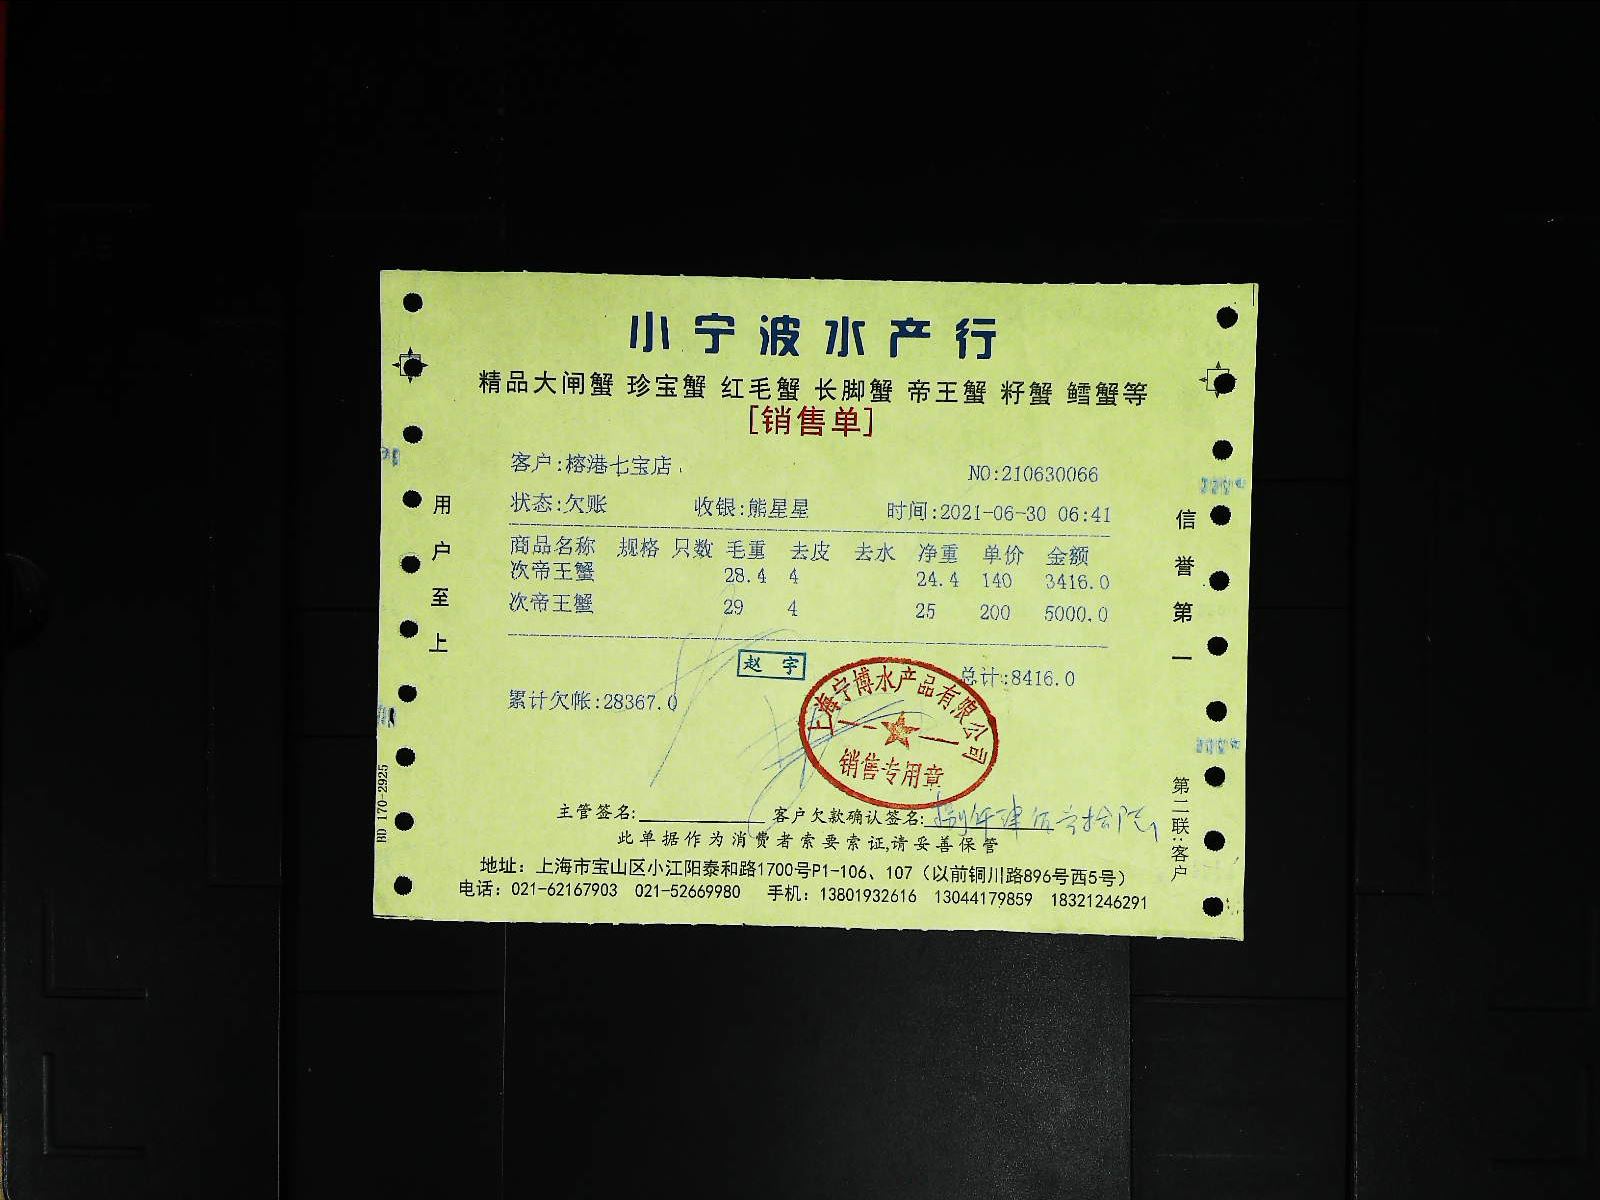 小宁波水产行
精品大闸蟹 珍宝蟹 红毛蟹 长脚蟹 帝王蟹 籽蟹 鳕蟹等
[销售单]
客户:榕港七宝店 NO:210630066
状态:欠账 收银:熊星星 时间:2021-06-30 06:41
商品名称 规格 只数 毛重 去皮 去水 净重 单价 金额
次帝王蟹 28.4 4 24.4 140 3416.0
次帝王蟹 29 4 25 200 5000.0
赵宇
总计:8416.0
累计欠帐:28367.0
上海宁博水产品有限公司
销售专用章
主管签名: 客户欠款确认签名:
此单据作为消费者索要索证,请妥善保管
地址：上海市宝山区小江阳泰和路1700号P1-106、107（以前铜川路896号西5号）
电话：021-62167903 021-52669980 手机：13801932616 13044179859 18321246291
用户至上
信誉第一
第二联:客户
BD 170-2925